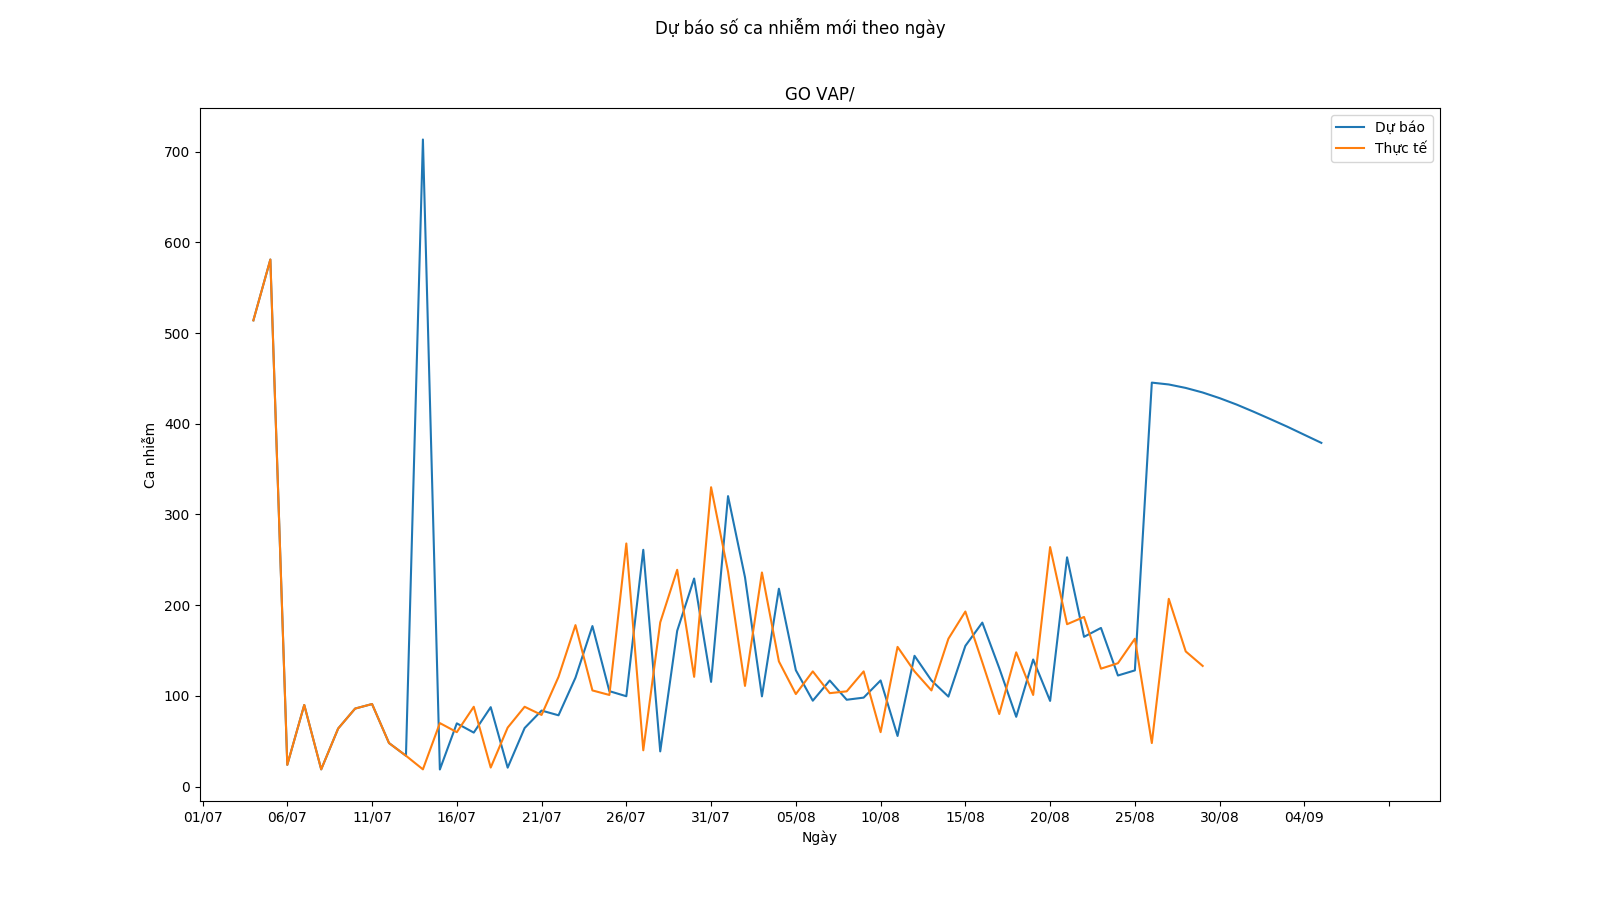 Dự báo số ca nhiễm mới theo ngày
GO VAP/
Dự báo
Thực tế
700
600
500
400
300
200
100
0
Ca nhiễm
01/07 06/07 11/07 16/07 21/07 26/07 31/07 05/08 10/08 15/08 20/08 25/08 30/08 04/09
Ngày